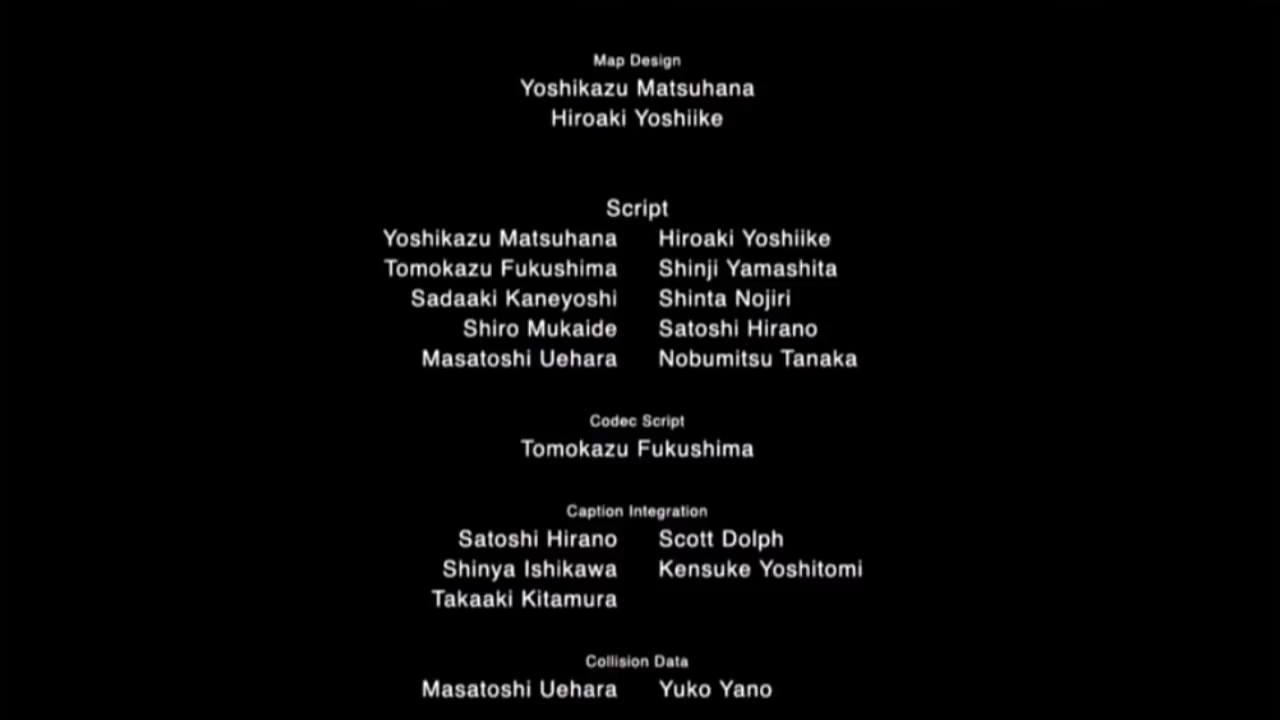 Map Design
Yoshikazu Matsuhana
Hiroaki Yoshiike
Script
Yoshikazu Matsuhana Hiroaki Yoshiike
Tomokazu Fukushima Shinji Yamashita
Sadaaki Kaneyoshi Shinta Nojiri
Shiro Mukaide Satoshi Hirano
Masatoshi Uehara Nobumitsu Tanaka
Codec Script
Tomokazu Fukushima
Caption Integration
Satoshi Hirano Scott Dolph
Shinya Ishikawa Kensuke Yoshitomi
Takaaki Kitamura
Collision Data
Masatoshi Uehara Yuko Yano